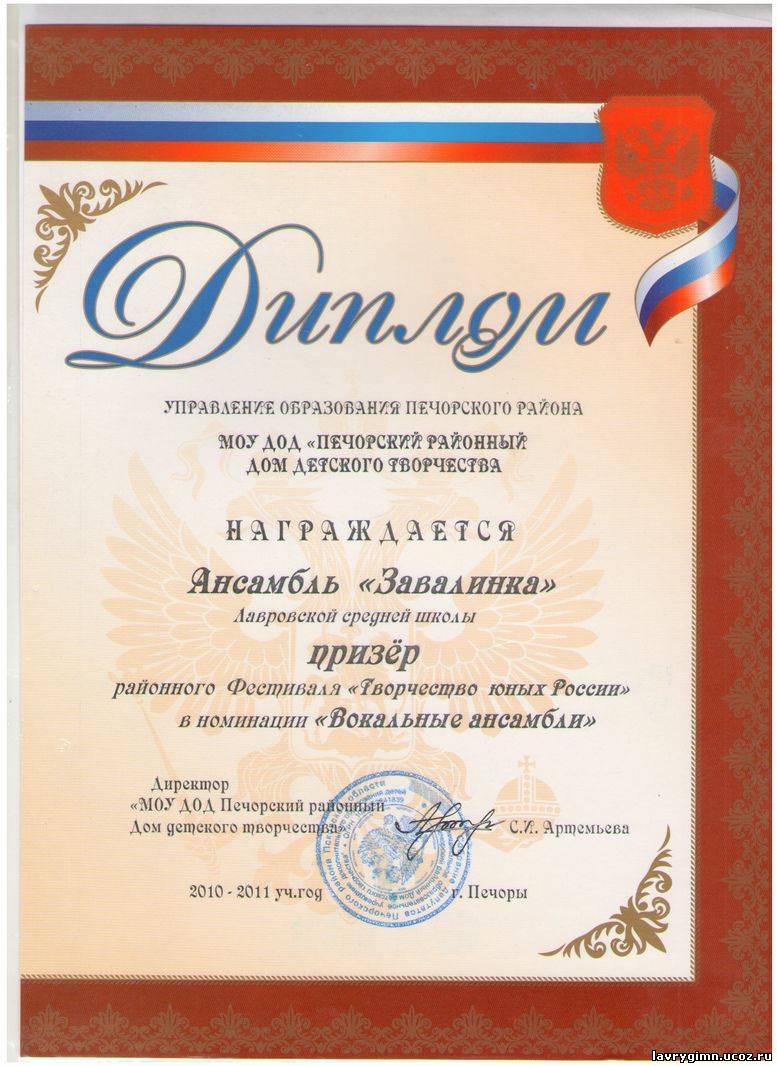 Диплом
УПРАВЛЕНИЕ ОБРАЗОВАНИЯ ПЕЧОРСКОГО РАЙОНА
МОУ ДОД «ПЕЧОРСКИЙ РАЙОННЫЙ
ДОМ ДЕТСКОГО ТВОРЧЕСТВА
НАГРАЖДАЕТСЯ
Ансамбль «Завалинка»
Лавровской средней школы
призёр
районного Фестиваля «Творчество юных России»
в номинации «Вокальные ансамбли»
Директор
«МОУ ДОД Печорский районный
Дом детского творчества»
С.И. Артемьева
2010 - 2011 уч.год г. Печоры
lavrygimn.ucoz.ru